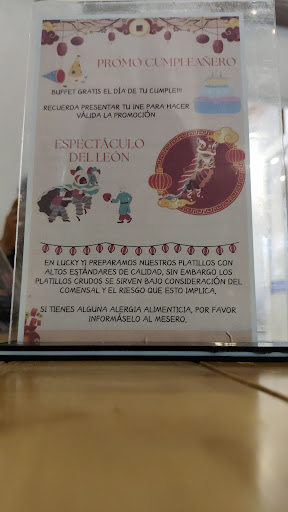 PROMO CUMPLEAÑERO
BUFFET GRATIS EL DÍA DE TU CUMPLE!!!
RECUERDA PRESENTAR TU INE PARA HACER
VÁLIDA LA PROMOCIÓN
ESPECTÁCULO
DEL LEÓN
EN LUCKY YI PREPARAMOS NUESTROS PLATILLOS CON
ALTOS ESTÁNDARES DE CALIDAD, SIN EMBARGO LOS
PLATILLOS CRUDOS SE SIRVEN BAJO CONSIDERACIÓN DEL
COMENSAL Y EL RIESGO QUE ESTO IMPLICA.
SI TIENES ALGUNA ALERGIA ALIMENTICIA, POR FAVOR
INFORMÁSELO AL MESERO.